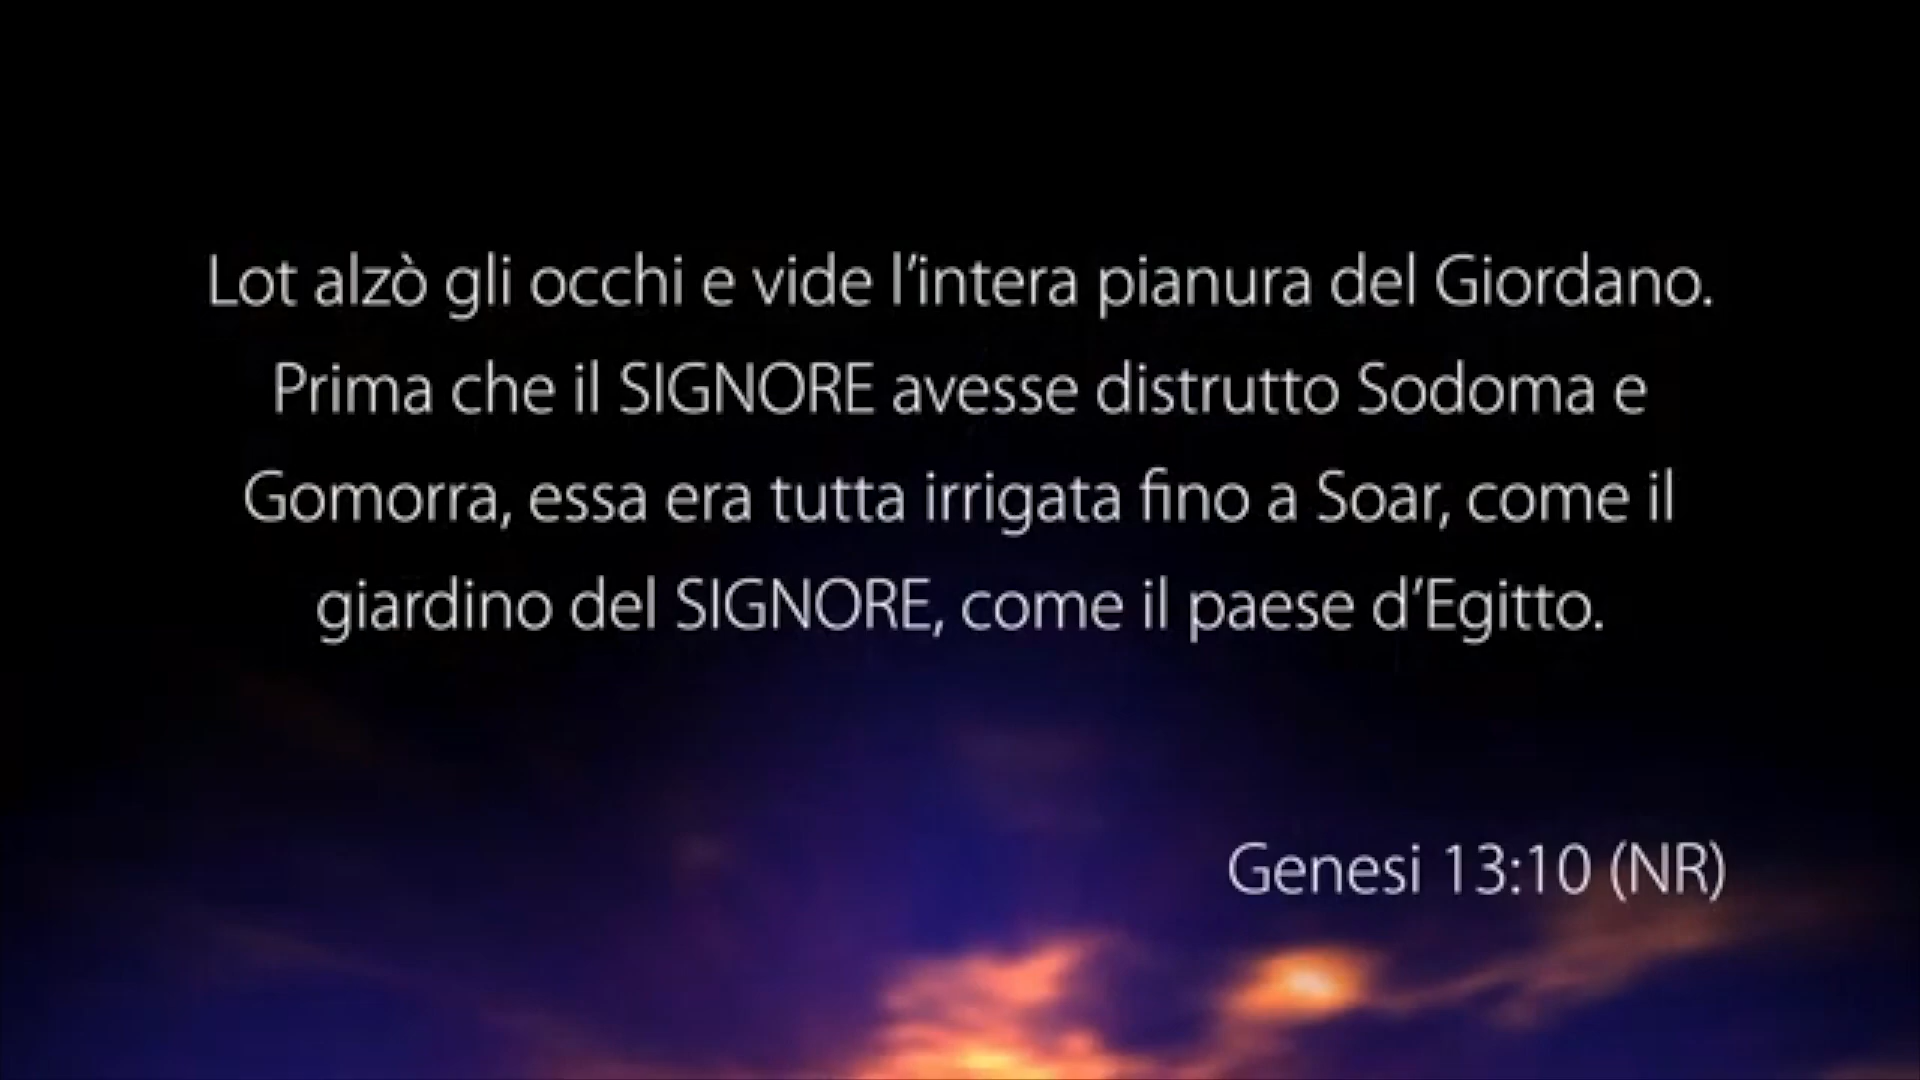 Lot alzò gli occhi e vide l’intera pianura del Giordano.
Prima che il SIGNORE avesse distrutto Sodoma e
Gomorra, essa era tutta irrigata fino a Soar, come il
giardino del SIGNORE, come il paese d’Egitto.
Genesi 13:10 (NR)